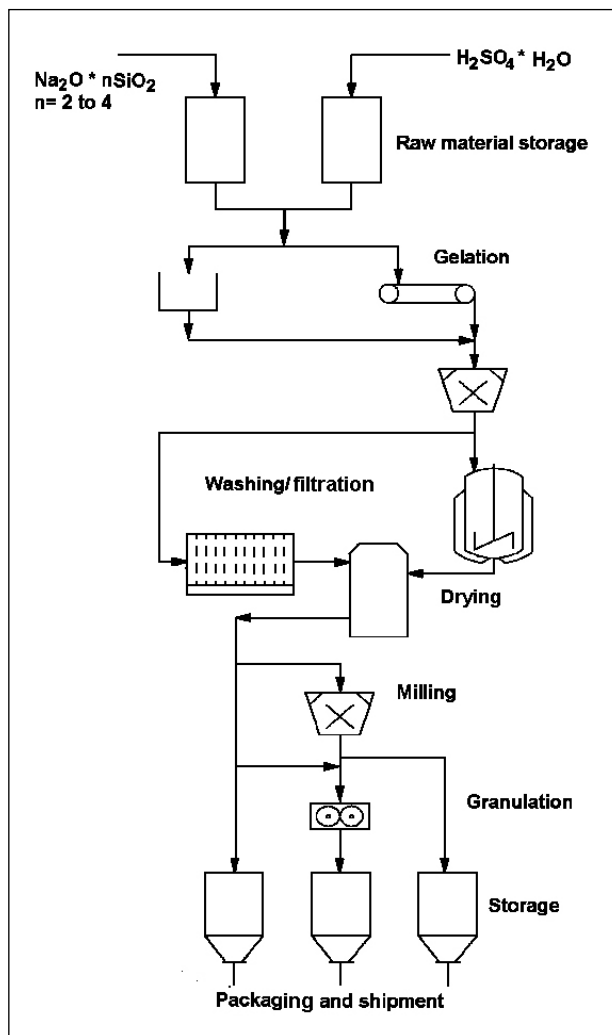 Na₂O * nSiO₂
n= 2 to 4
H₂SO₄* H₂O
Raw material storage
Gelation
Washing/filtration
Drying
Milling
Granulation
Storage
Packaging and shipment